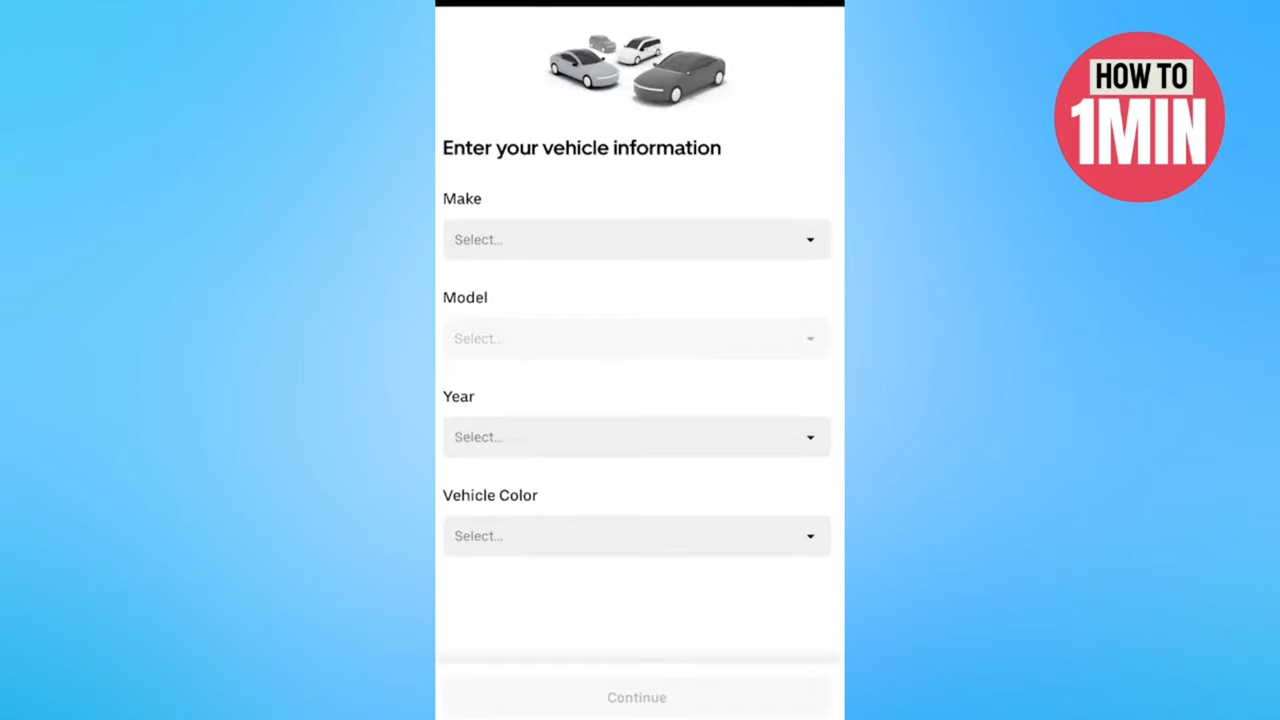 HOW TO
1MIN
Enter your vehicle information
Make
Select...
Model
Select...
Year
Select...
Vehicle Color
Select...
Continue